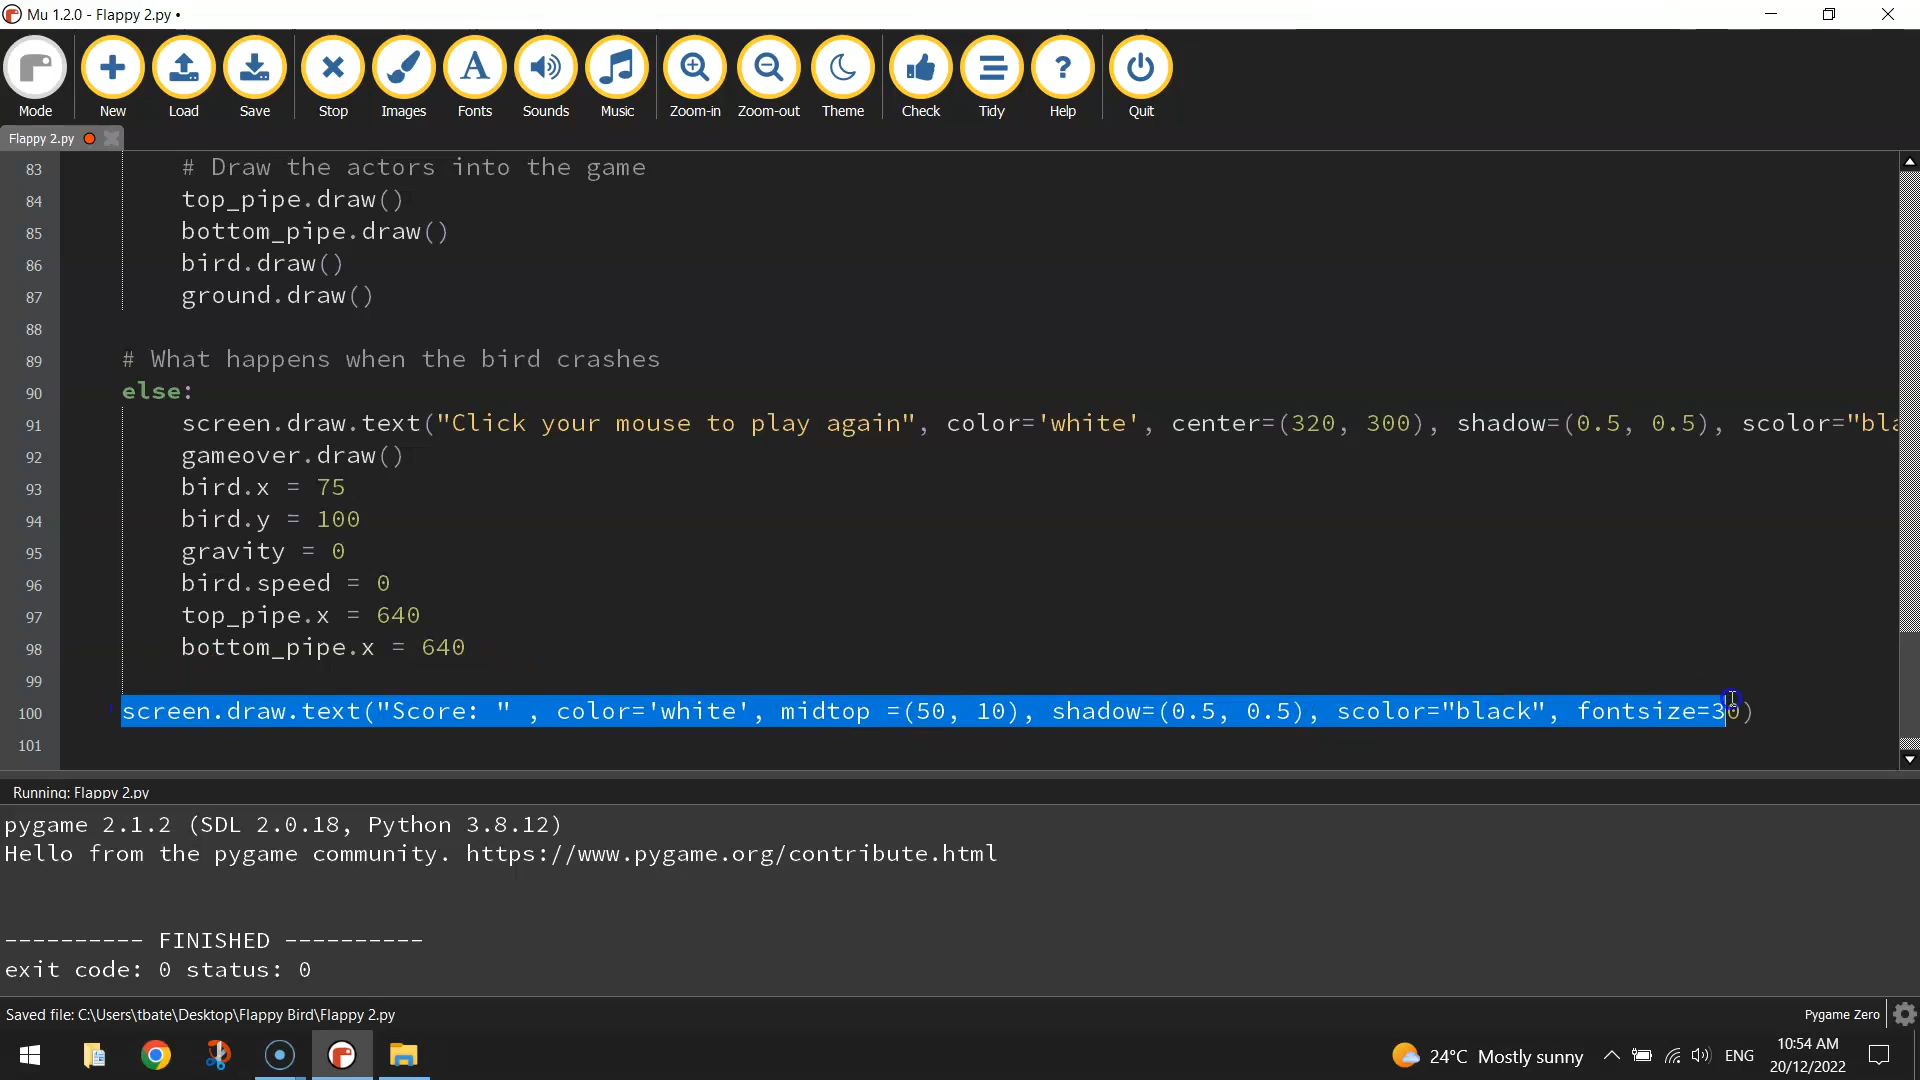 Mu 1.2.0 - Flappy 2.py •
Mode New Load Save Stop Images Fonts Sounds Music Zoom-in Zoom-out Theme Check Tidy Help Quit
Flappy 2.py
83 # Draw the actors into the game
84 top_pipe.draw()
85 bottom_pipe.draw()
86 bird.draw()
87 ground.draw()
88
89 # What happens when the bird crashes
90 else:
91 screen.draw.text("Click your mouse to play again", color='white', center=(320, 300), shadow=(0.5, 0.5), scolor="bla
92 gameover.draw()
93 bird.x = 75
94 bird.y = 100
95 gravity = 0
96 bird.speed = 0
97 top_pipe.x = 640
98 bottom_pipe.x = 640
99
100 screen.draw.text("Score: " , color='white', midtop =(50, 10), shadow=(0.5, 0.5), scolor="black", fontsize=30)
101
Running: Flappy 2.py
pygame 2.1.2 (SDL 2.0.18, Python 3.8.12)
Hello from the pygame community. https://www.pygame.org/contribute.html
---------- FINISHED ----------
exit code: 0 status: 0
Saved file: C:\Users\tbate\Desktop\Flappy Bird\Flappy 2.py
Pygame Zero
24°C Mostly sunny
ENG
10:54 AM
20/12/2022